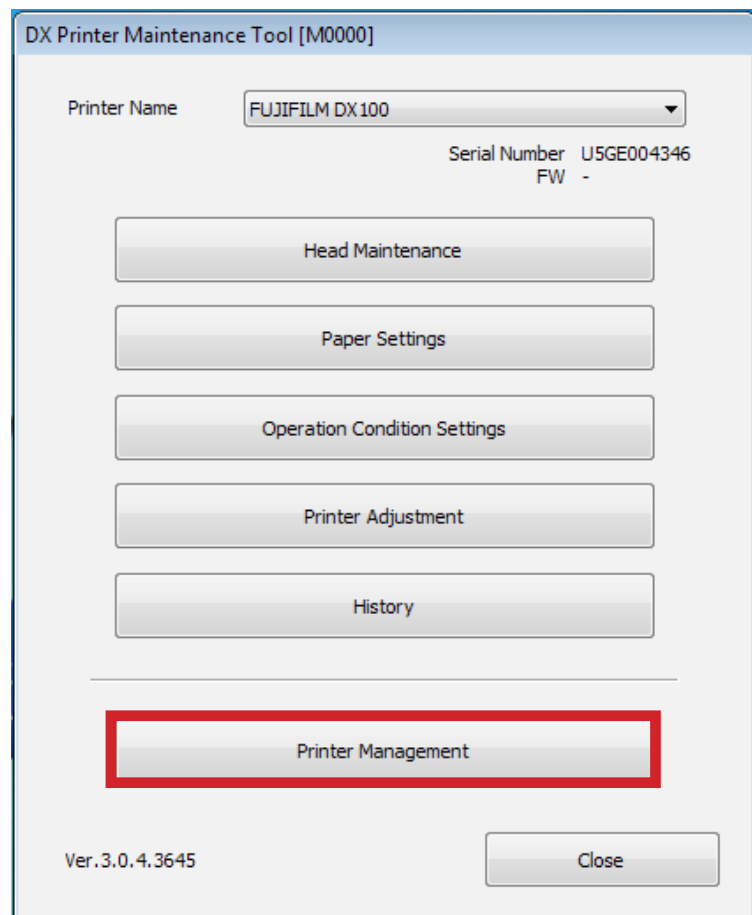 DX Printer Maintenance Tool [M0000]
Printer Name FUJIFILM DX100
Serial Number U5GE004346
FW -
Head Maintenance
Paper Settings
Operation Condition Settings
Printer Adjustment
History
Printer Management
Ver.3.0.4.3645 Close